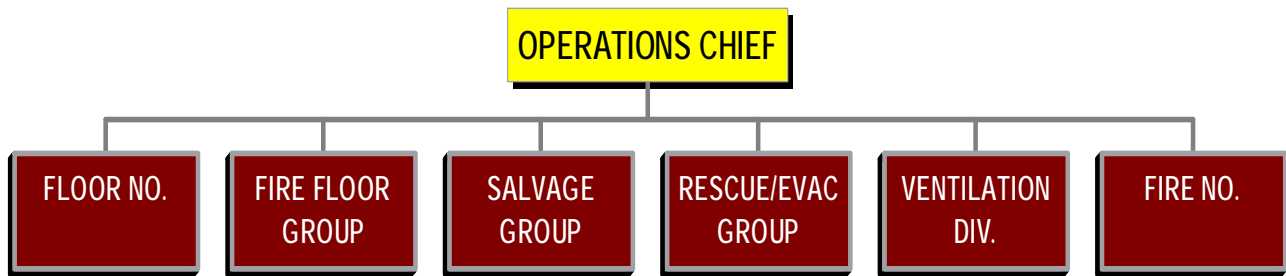 OPERATIONS CHIEF
FLOOR NO.
FIRE FLOOR
GROUP
SALVAGE
GROUP
RESCUE/EVAC
GROUP
VENTILATION
DIV.
FIRE NO.